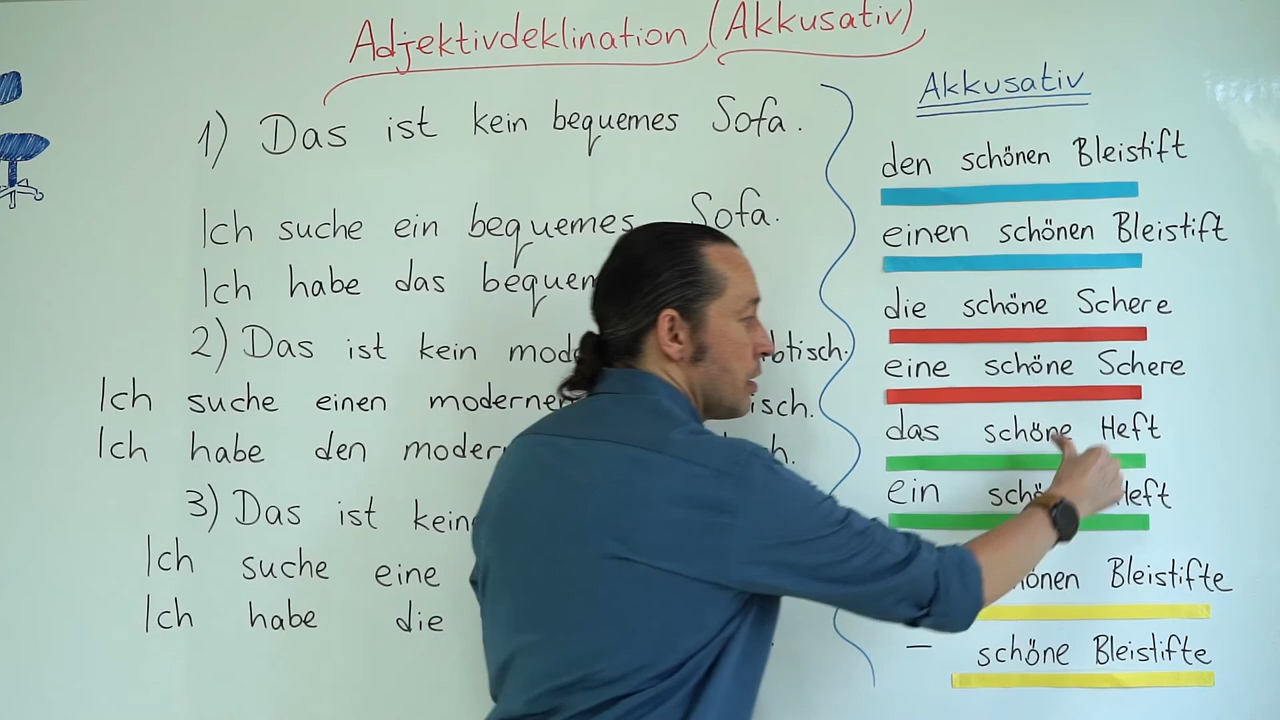 Adjektivdeklination (Akkusativ)
1) Das ist kein bequemes Sofa.
Ich suche ein bequemes Sofa.
Ich habe das
2) Das ist kein
Ich suche einen
Ich habe den
3) Das ist
Ich suche eine
Ich habe die
Akkusativ
den schönen Bleistift
einen schönen Bleistift
die schöne Schere
eine schöne Schere
das schöne Heft
ein Heft
Bleistifte
– schöne Bleistifte